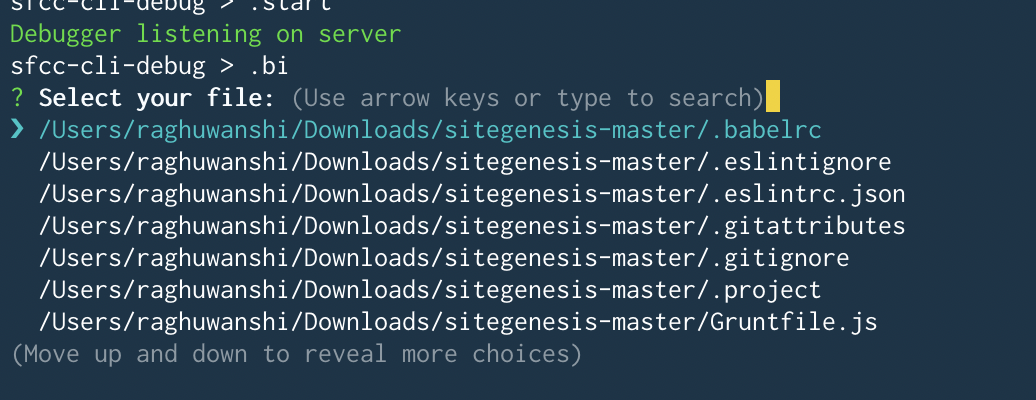 sfcc-cli-debug > .start
Debugger listening on server
sfcc-cli-debug > .bi
? Select your file: (Use arrow keys or type to search)
❯ /Users/raghuwanshi/Downloads/sitegenesis-master/.babelrc
/Users/raghuwanshi/Downloads/sitegenesis-master/.eslintignore
/Users/raghuwanshi/Downloads/sitegenesis-master/.eslintrc.json
/Users/raghuwanshi/Downloads/sitegenesis-master/.gitattributes
/Users/raghuwanshi/Downloads/sitegenesis-master/.gitignore
/Users/raghuwanshi/Downloads/sitegenesis-master/.project
/Users/raghuwanshi/Downloads/sitegenesis-master/Gruntfile.js
(Move up and down to reveal more choices)